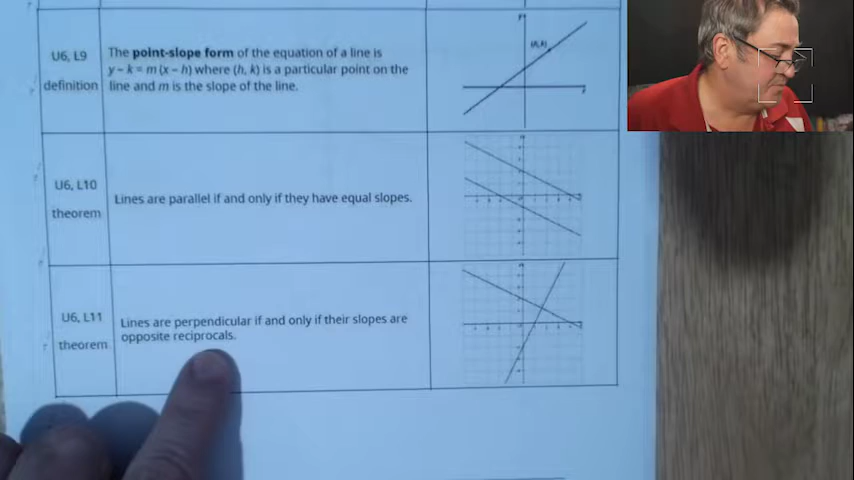 U6, L9
definition
The point-slope form of the equation of a line is
y – k = m (x – h) where (h, k) is a particular point on the
line and m is the slope of the line.
(h, k)
U6, L10
theorem
Lines are parallel if and only if they have equal slopes.
U6, L11
theorem
Lines are perpendicular if and only if their slopes are
opposite reciprocals.